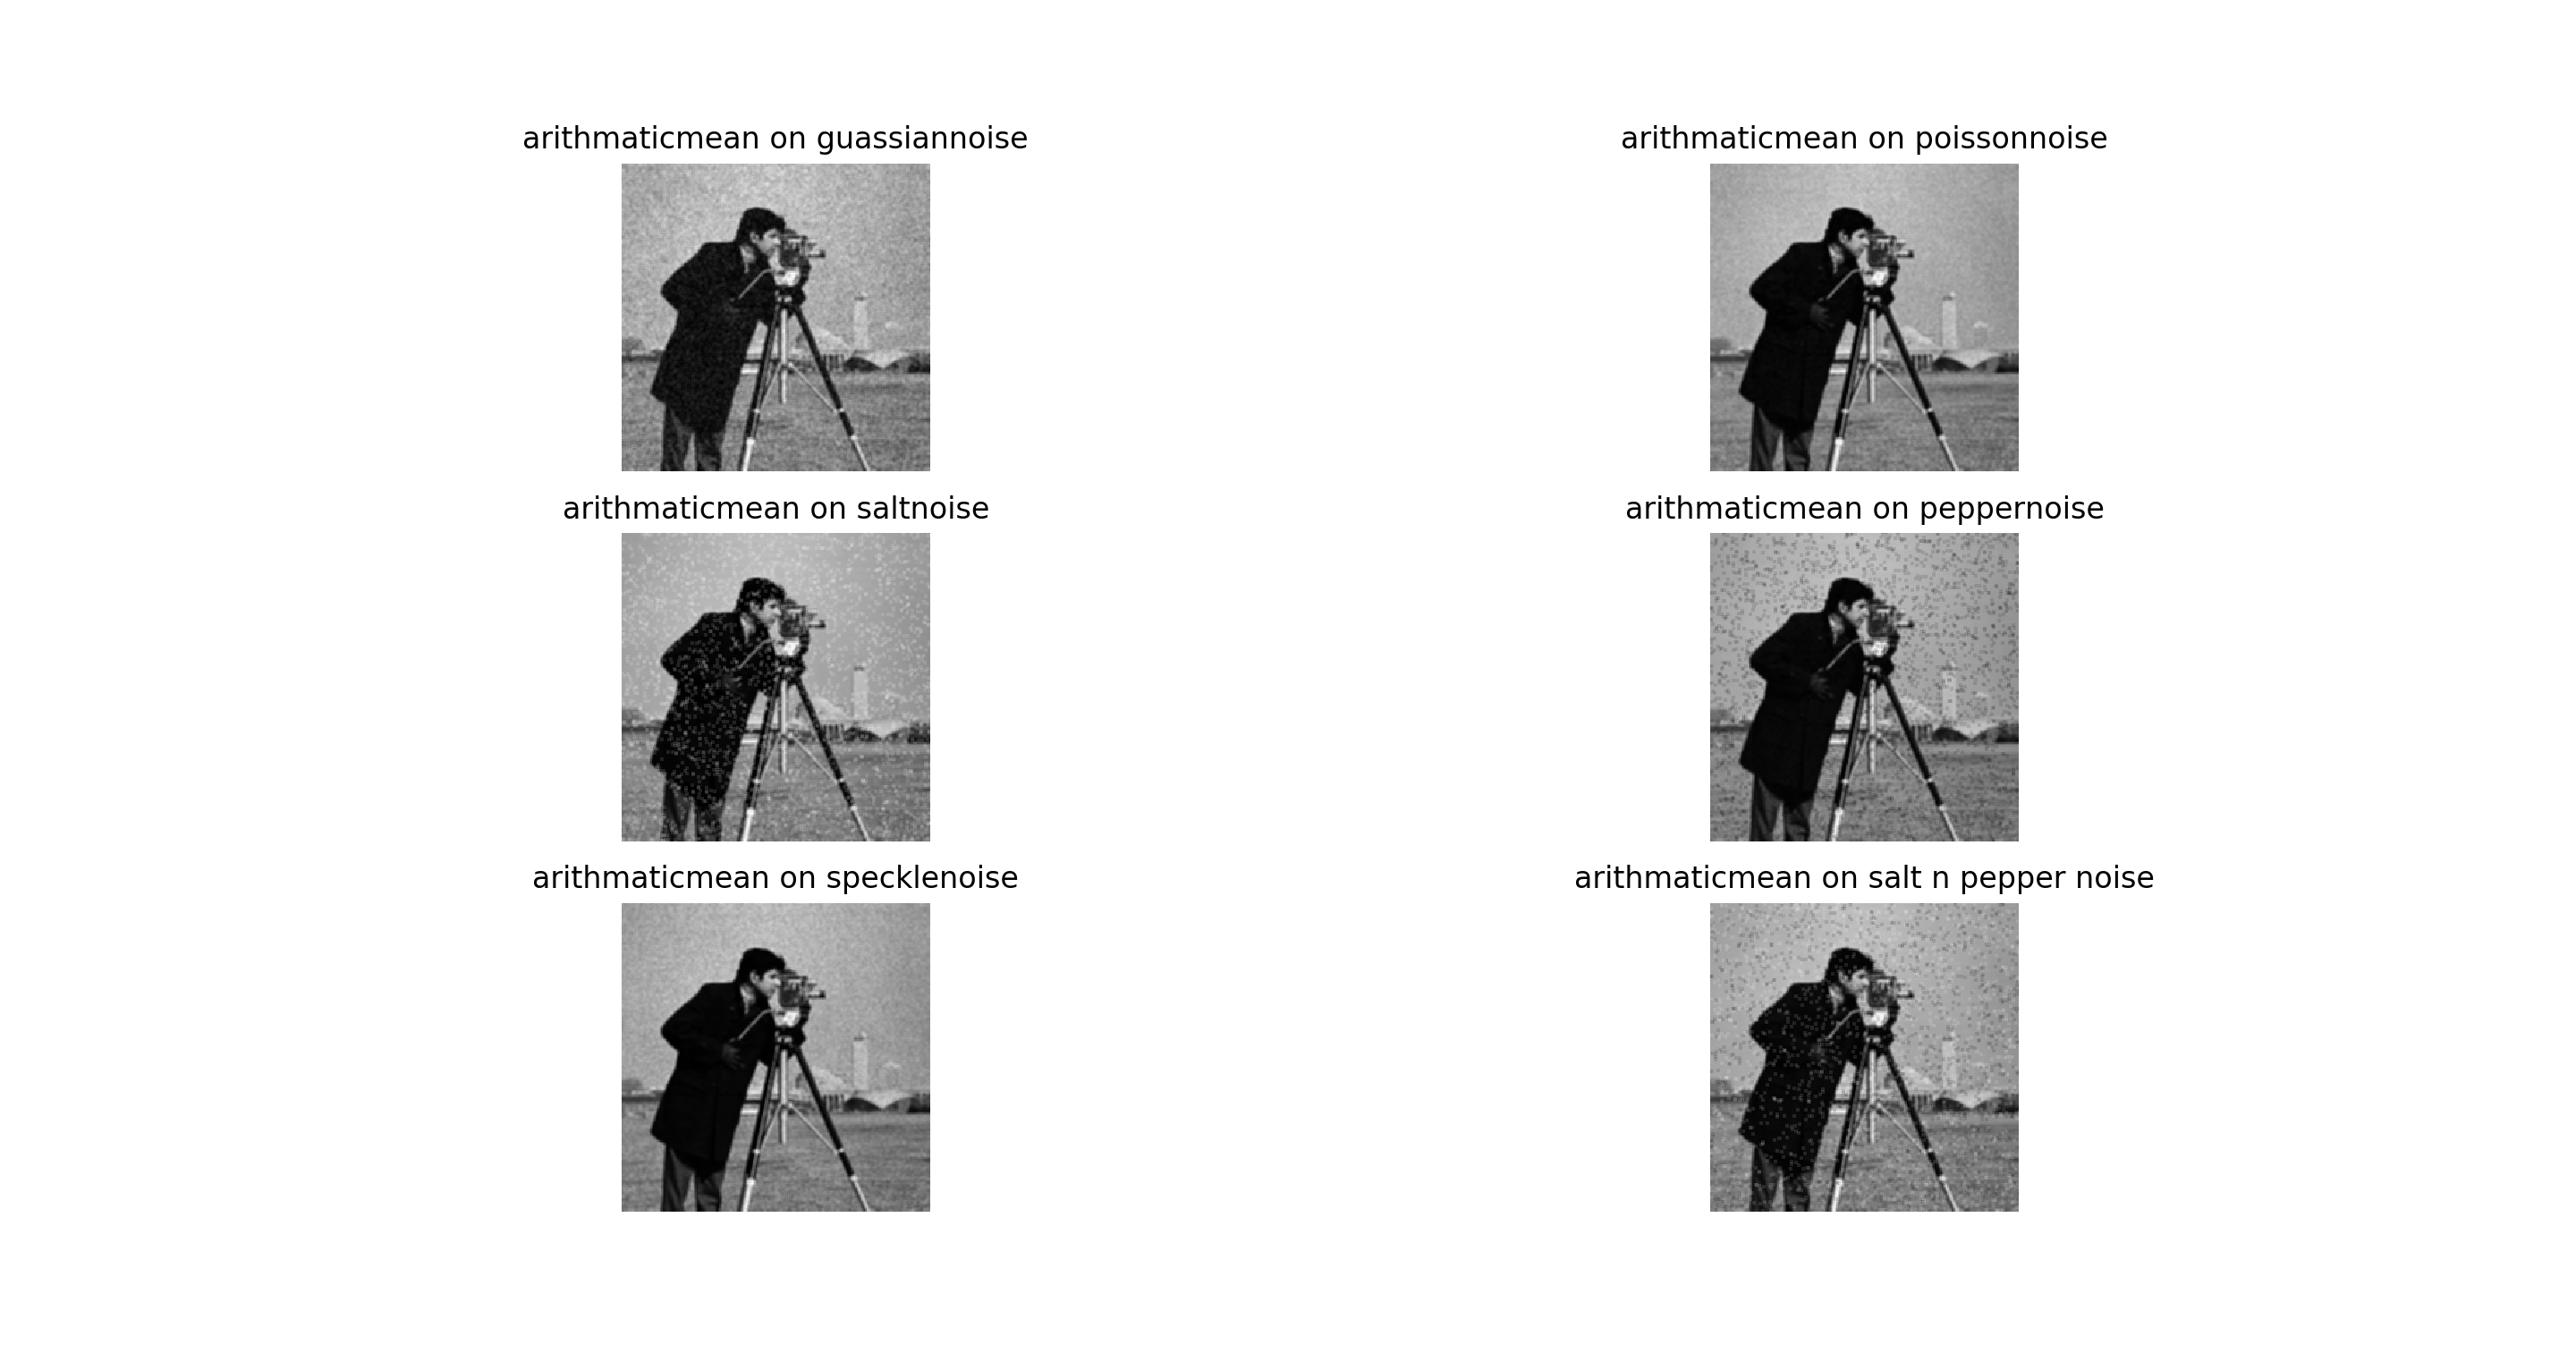 arithmaticmean on guassiannoise
arithmaticmean on poissonnoise
arithmaticmean on saltnoise
arithmaticmean on peppernoise
arithmaticmean on specklenoise
arithmaticmean on salt n pepper noise